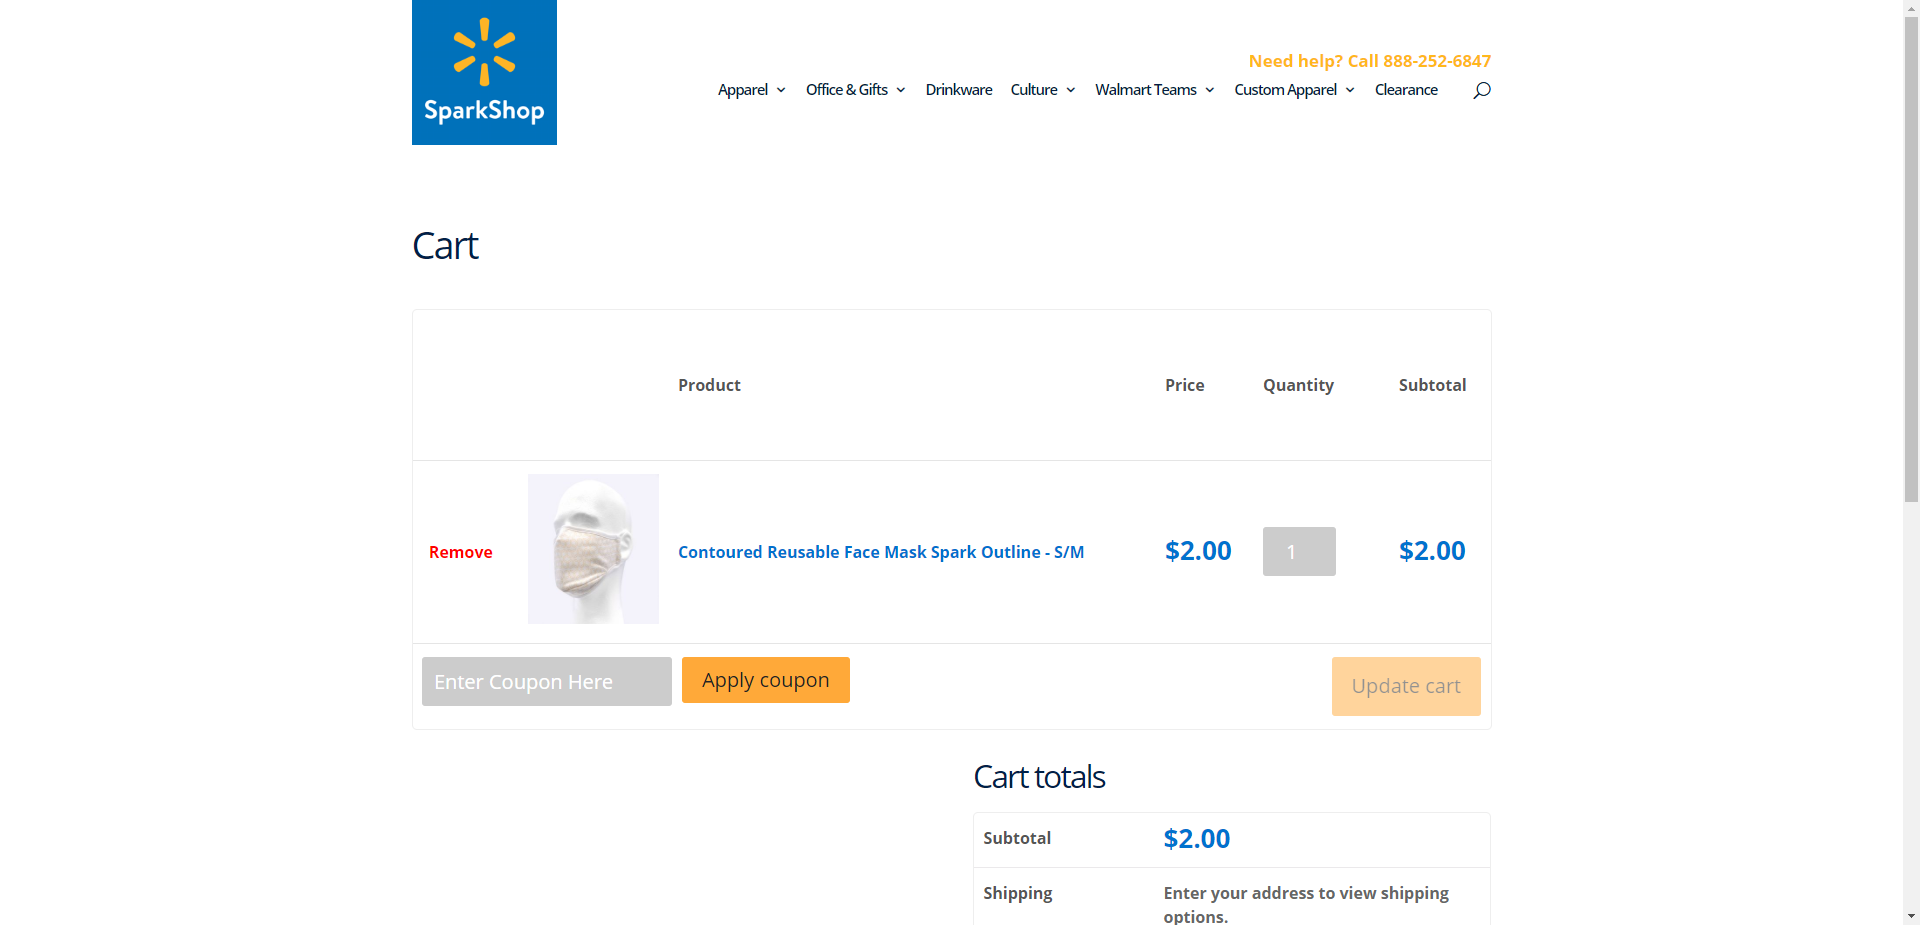 SparkShop
Need help? Call 888-252-6847
Apparel Office & Gifts Drinkware Culture Walmart Teams Custom Apparel Clearance
Cart
Product Price Quantity Subtotal
Remove Contoured Reusable Face Mask Spark Outline - S/M $2.00 1 $2.00
Enter Coupon Here Apply coupon Update cart
Cart totals
Subtotal $2.00
Shipping Enter your address to view shipping
options.